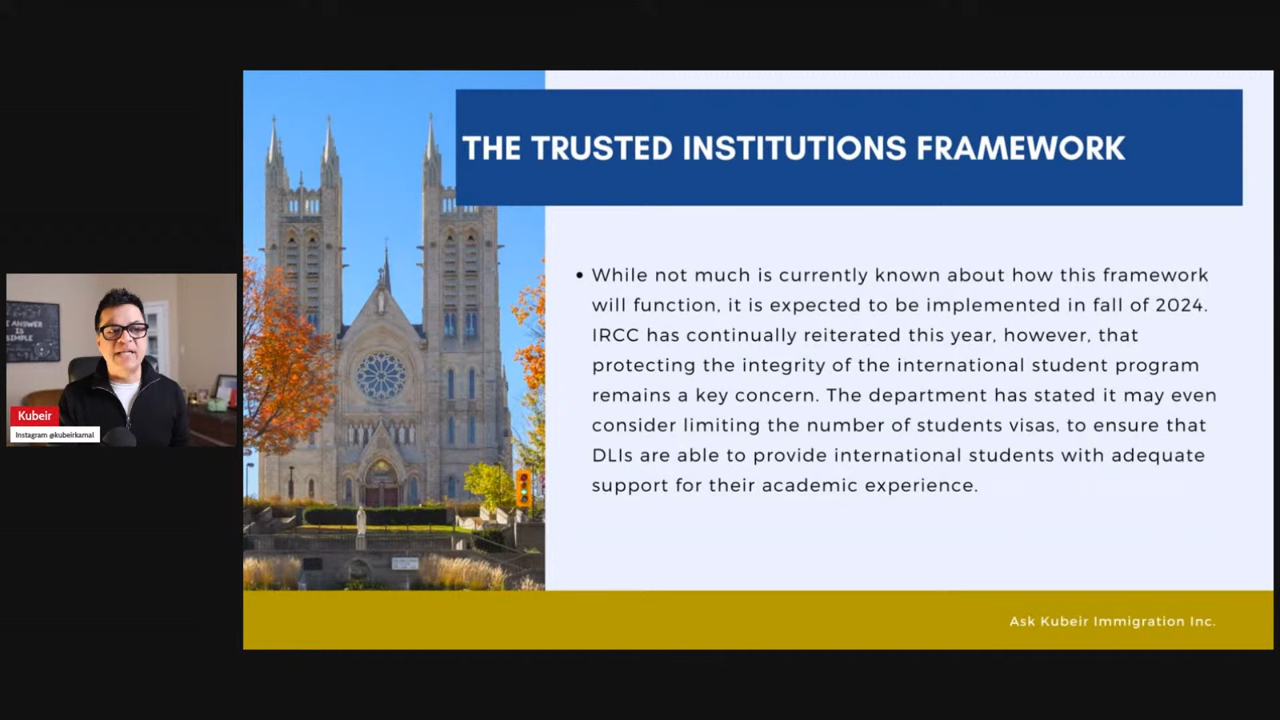 THE TRUSTED INSTITUTIONS FRAMEWORK
• While not much is currently known about how this framework
will function, it is expected to be implemented in fall of 2024.
IRCC has continually reiterated this year, however, that
protecting the integrity of the international student program
remains a key concern. The department has stated it may even
consider limiting the number of students visas, to ensure that
DLIs are able to provide international students with adequate
support for their academic experience.
ANSWER
IS
SIMPLE
Kubeir
Instagram @kubeirkamal
Ask Kubeir Immigration Inc.